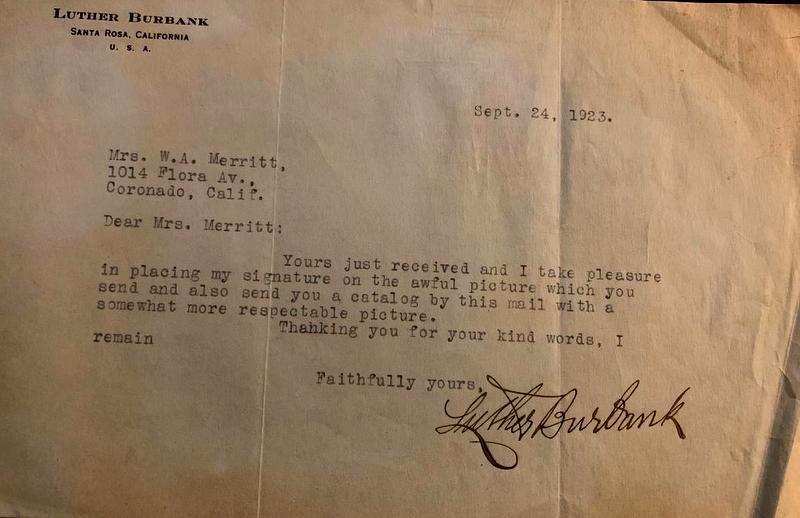 LUTHER BURBANK
SANTA ROSA, CALIFORNIA
U. S. A.
Sept. 24, 1923.
Mrs. W.A. Merritt,
1014 Flora Av.,
Coronado, Calif.
Dear Mrs. Merritt:
Yours just received and I take pleasure
in placing my signature on the awful picture which you
send and also send you a catalog by this mail with a
somewhat more respectable picture.
Thanking you for your kind words, I
remain
Faithfully yours,
Luther Burbank